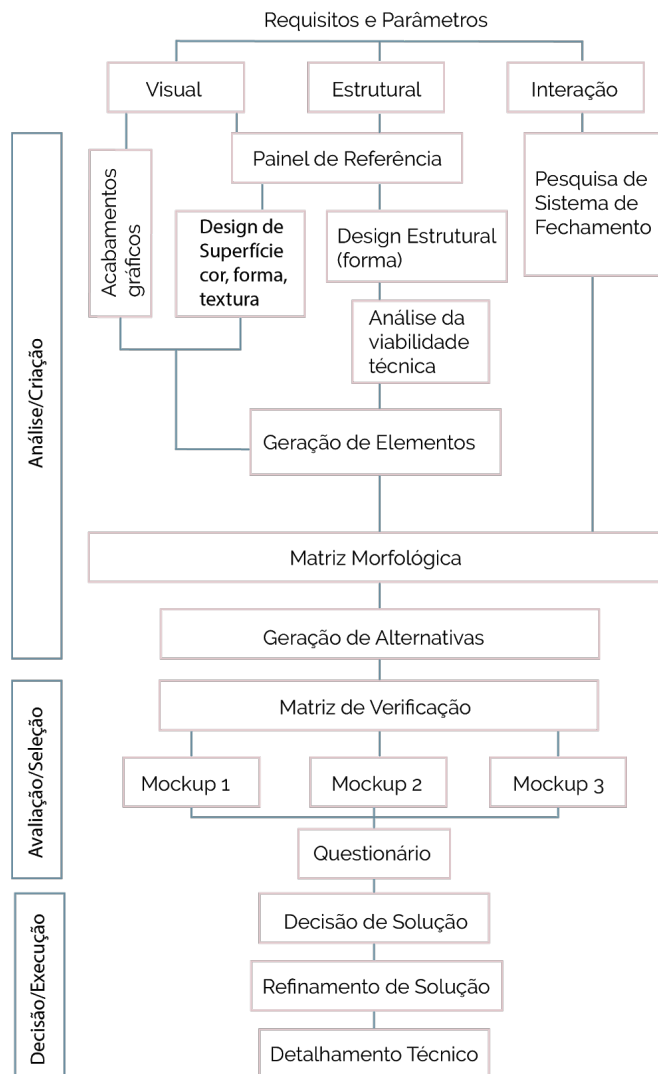 Requisitos e Parâmetros
Visual
Estrutural
Interação
Análise/Criação
Acabamentos
gráficos
Painel de Referência
Pesquisa de
Sistema de
Fechamento
Design de
Superfície
cor, forma,
textura
Design Estrutural
(forma)
Análise da
viabilidade
técnica
Geração de Elementos
Matriz Morfológica
Geração de Alternativas
Avaliação/Seleção
Matriz de Verificação
Mockup 1
Mockup 2
Mockup 3
Questionário
Decisão/Execução
Decisão de Solução
Refinamento de Solução
Detalhamento Técnico